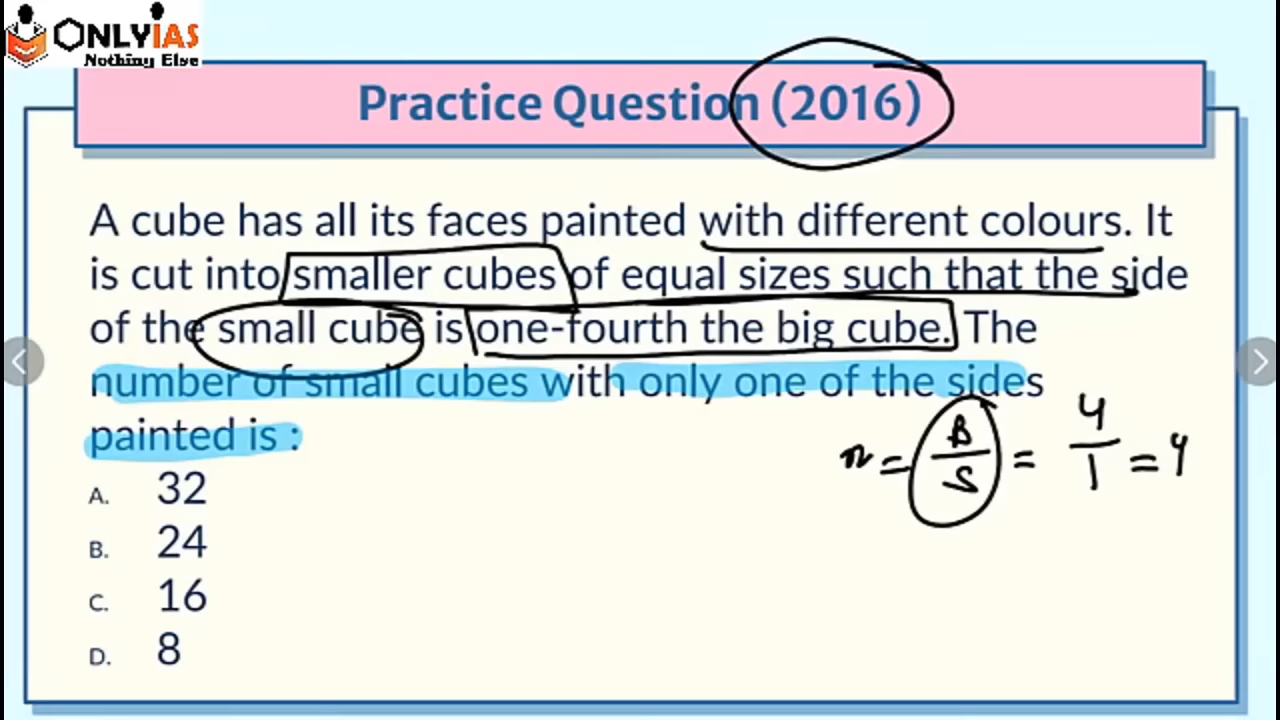 ONLYIAS
Nothing Else
Practice Question (2016)
A cube has all its faces painted with different colours. It
is cut into smaller cubes of equal sizes such that the side
of the small cube is one-fourth the big cube. The
number of small cubes with only one of the sides
painted is :
A. 32
B. 24
C. 16
D. 8
n = B/S = 4/1 = 4